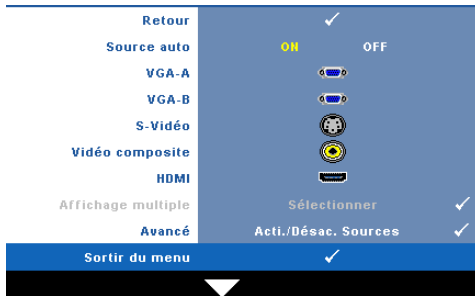 Retour
Source auto ON OFF
VGA-A
VGA-B
S-Vidéo
Vidéo composite
HDMI
Affichage multiple Sélectionner
Avancé Acti./Désac. Sources
Sortir du menu